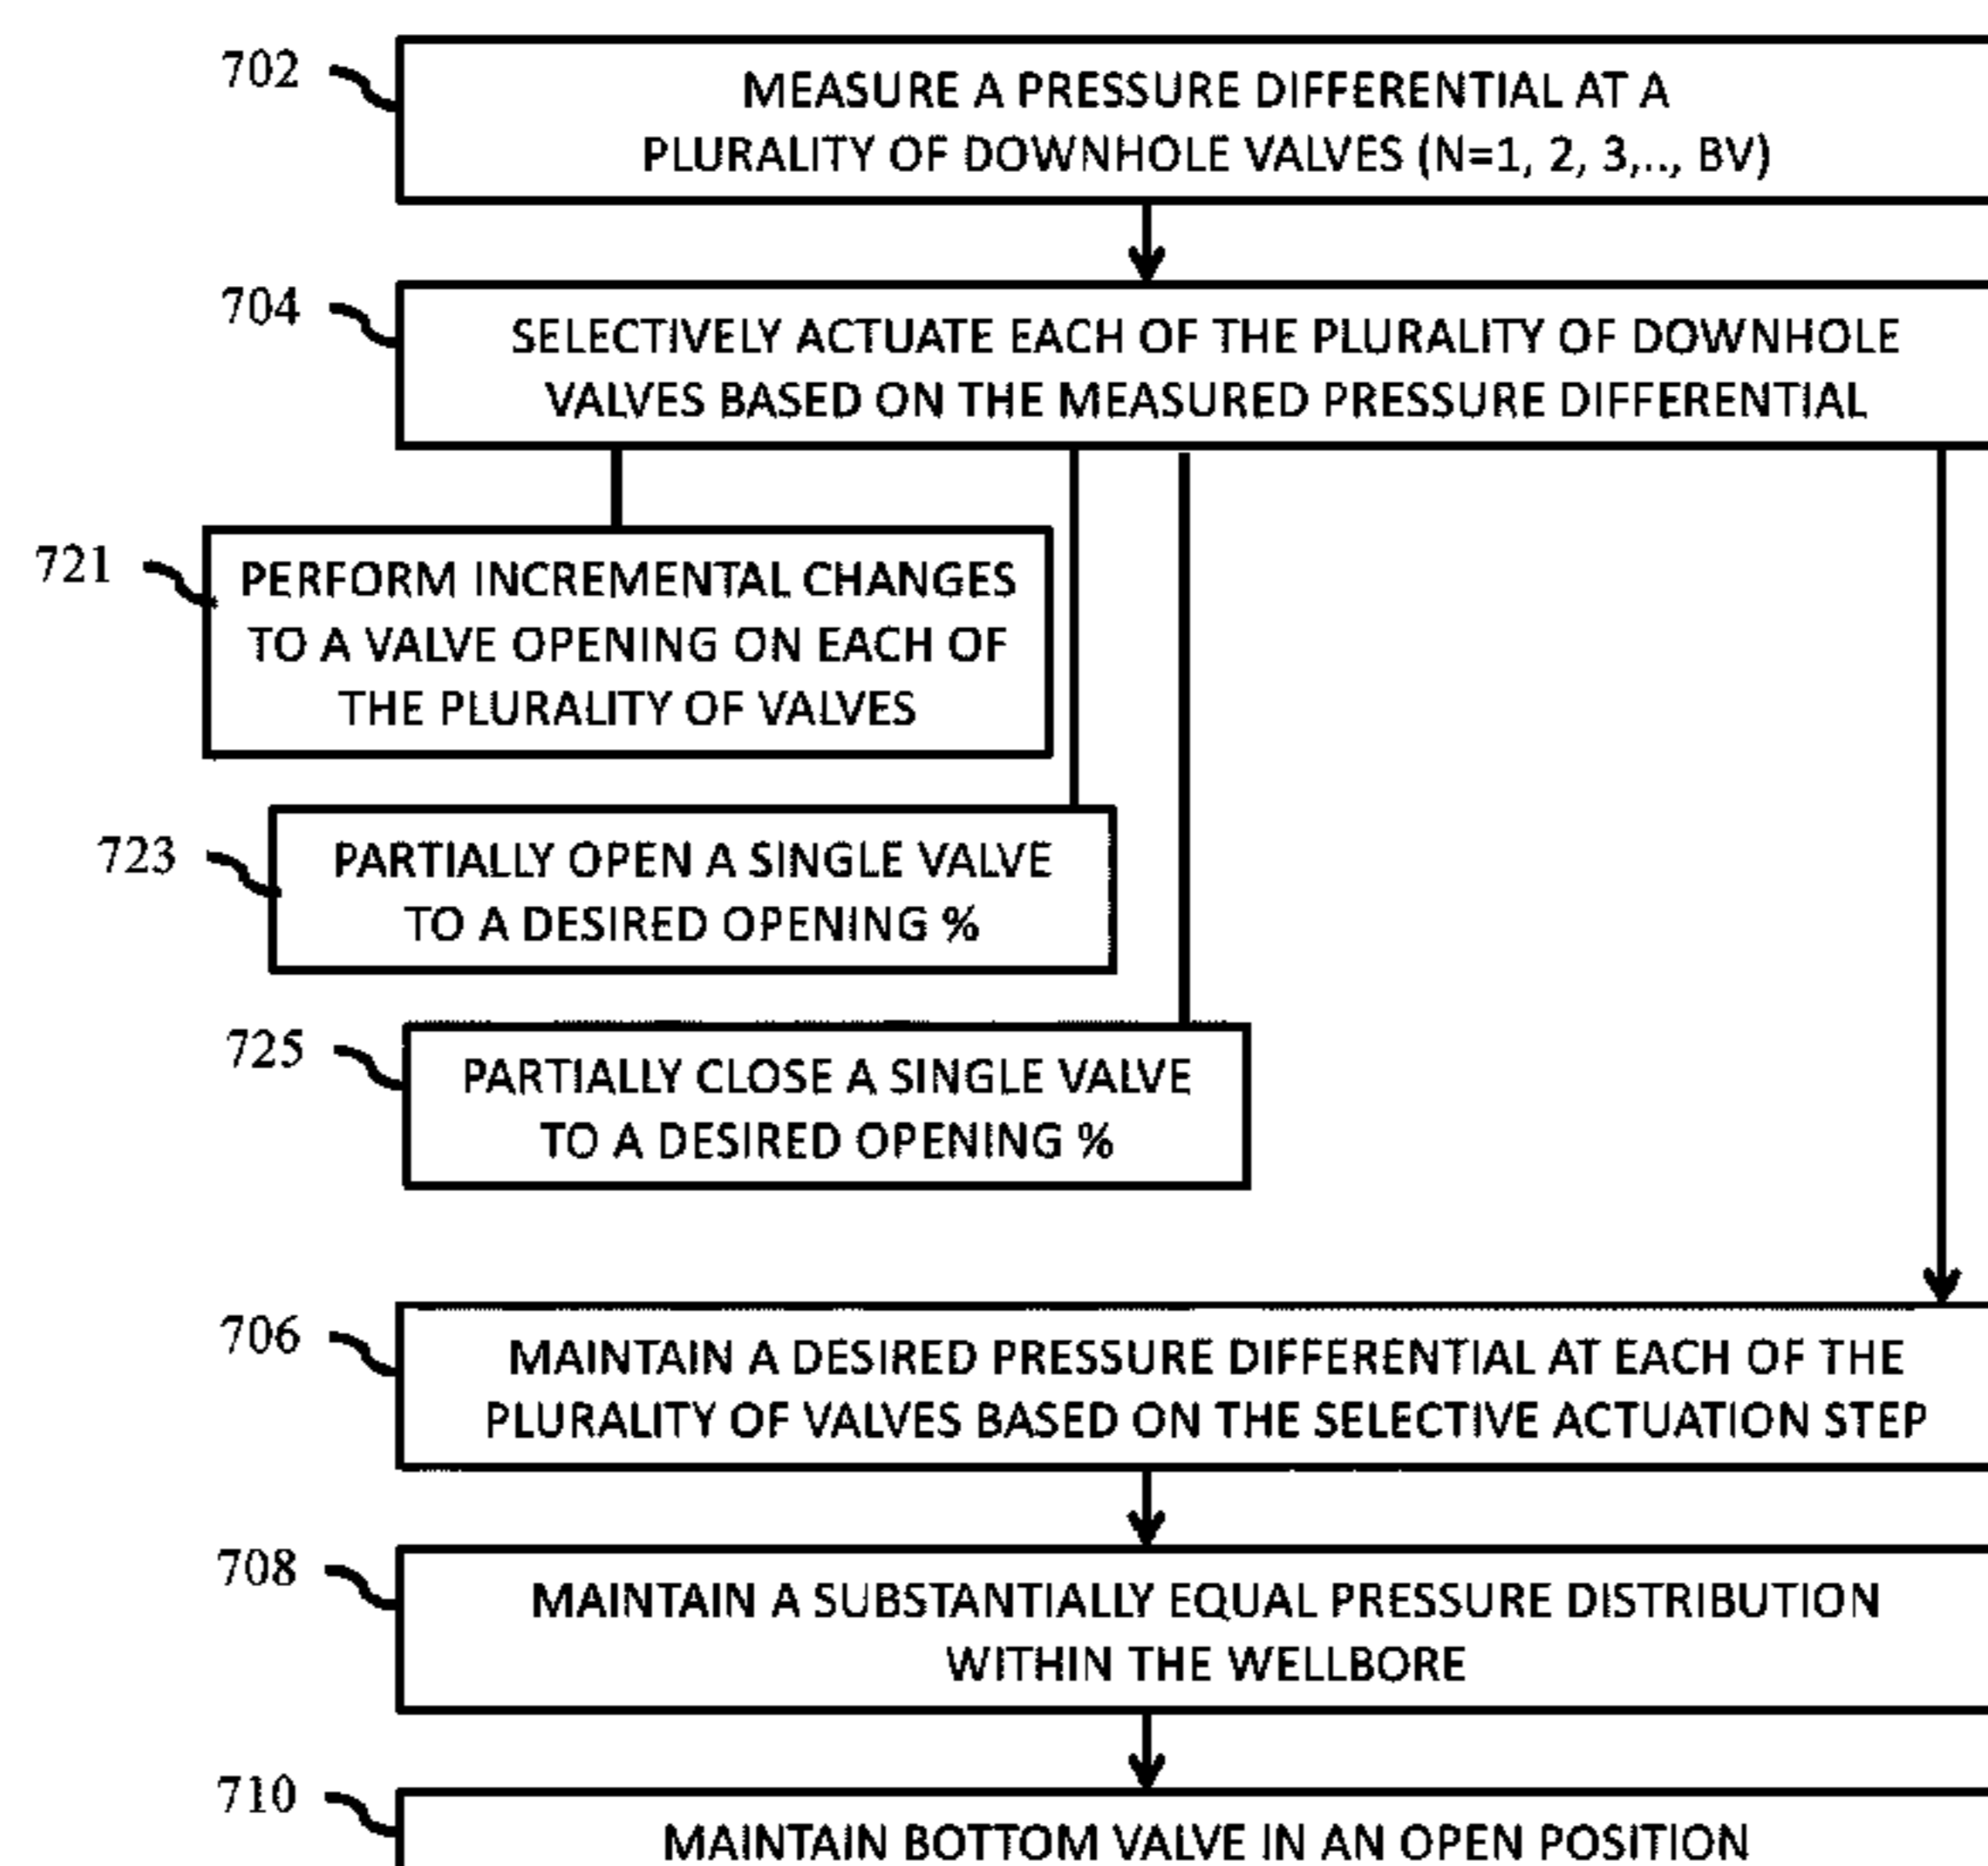 702
MEASURE A PRESSURE DIFFERENTIAL AT A
PLURALITY OF DOWNHOLE VALVES (N=1, 2, 3,.., BV)
704
SELECTIVELY ACTUATE EACH OF THE PLURALITY OF DOWNHOLE
VALVES BASED ON THE MEASURED PRESSURE DIFFERENTIAL
721
PERFORM INCREMENTAL CHANGES
TO A VALVE OPENING ON EACH OF
THE PLURALITY OF VALVES
723
PARTIALLY OPEN A SINGLE VALVE
TO A DESIRED OPENING %
725
PARTIALLY CLOSE A SINGLE VALVE
TO A DESIRED OPENING %
706
MAINTAIN A DESIRED PRESSURE DIFFERENTIAL AT EACH OF THE
PLURALITY OF VALVES BASED ON THE SELECTIVE ACTUATION STEP
708
MAINTAIN A SUBSTANTIALLY EQUAL PRESSURE DISTRIBUTION
WITHIN THE WELLBORE
710
MAINTAIN BOTTOM VALVE IN AN OPEN POSITION